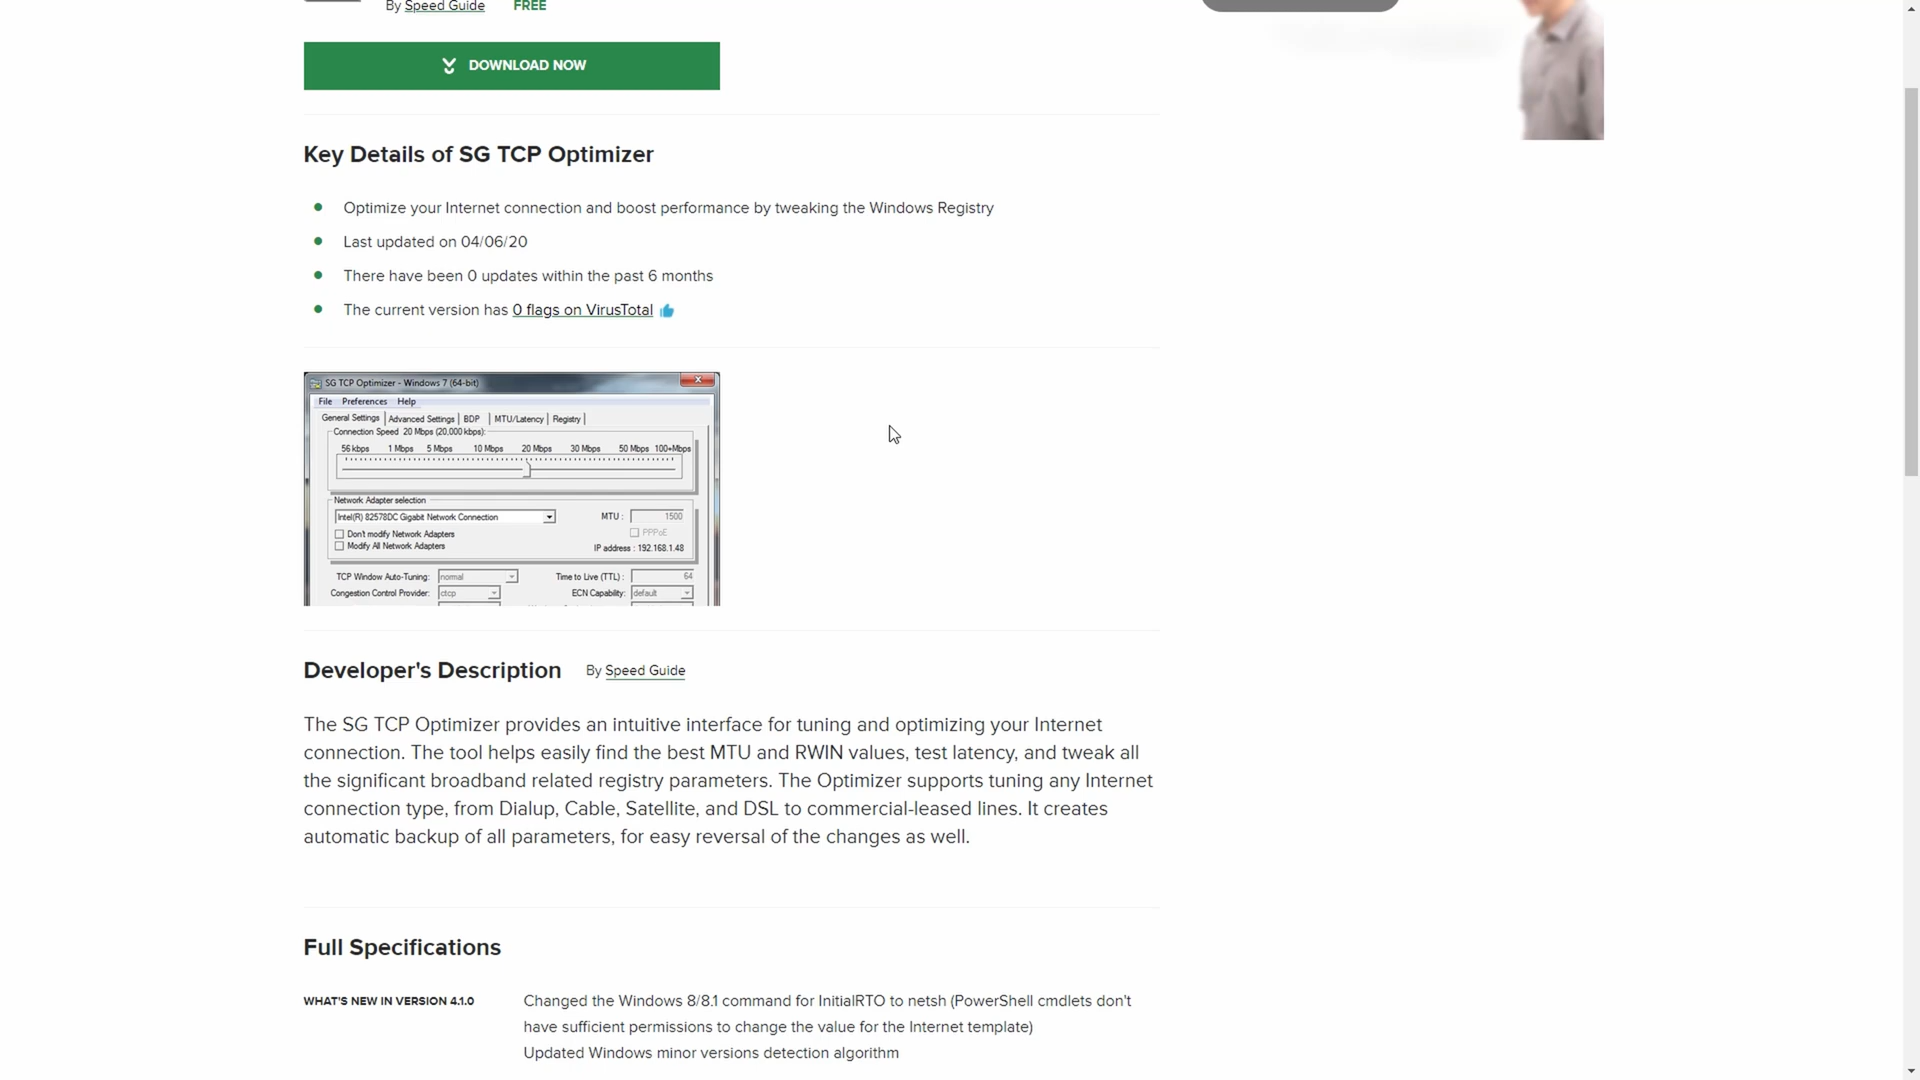 By Speed Guide FREE
DOWNLOAD NOW
Key Details of SG TCP Optimizer
Optimize your Internet connection and boost performance by tweaking the Windows Registry
Last updated on 04/06/20
There have been 0 updates within the past 6 months
The current version has 0 flags on VirusTotal
SG TCP Optimizer - Windows 7 (64-bit)
File Preferences Help
General Settings Advanced Settings BDP MTU/Latency Registry
Connection Speed 20 Mbps (20,000 kbps):
56 kbps 1 Mbps 5 Mbps 10 Mbps 20 Mbps 30 Mbps 50 Mbps 100+Mbps
Network Adapter selection
Intel(R) 82578DC Gigabit Network Connection MTU : 1500
Don't modify Network Adapters PPPoE
Modify All Network Adapters IP address : 192.168.1.48
TCP Window Auto-Tuning: normal Time to Live (TTL) : 64
Congestion Control Provider: ctcp ECN Capability: default
Developer's Description By Speed Guide
The SG TCP Optimizer provides an intuitive interface for tuning and optimizing your Internet
connection. The tool helps easily find the best MTU and RWIN values, test latency, and tweak all
the significant broadband related registry parameters. The Optimizer supports tuning any Internet
connection type, from Dialup, Cable, Satellite, and DSL to commercial-leased lines. It creates
automatic backup of all parameters, for easy reversal of the changes as well.
Full Specifications
WHAT'S NEW IN VERSION 4.1.0 Changed the Windows 8/8.1 command for InitialRTO to netsh (PowerShell cmdlets don't
have sufficient permissions to change the value for the Internet template)
Updated Windows minor versions detection algorithm